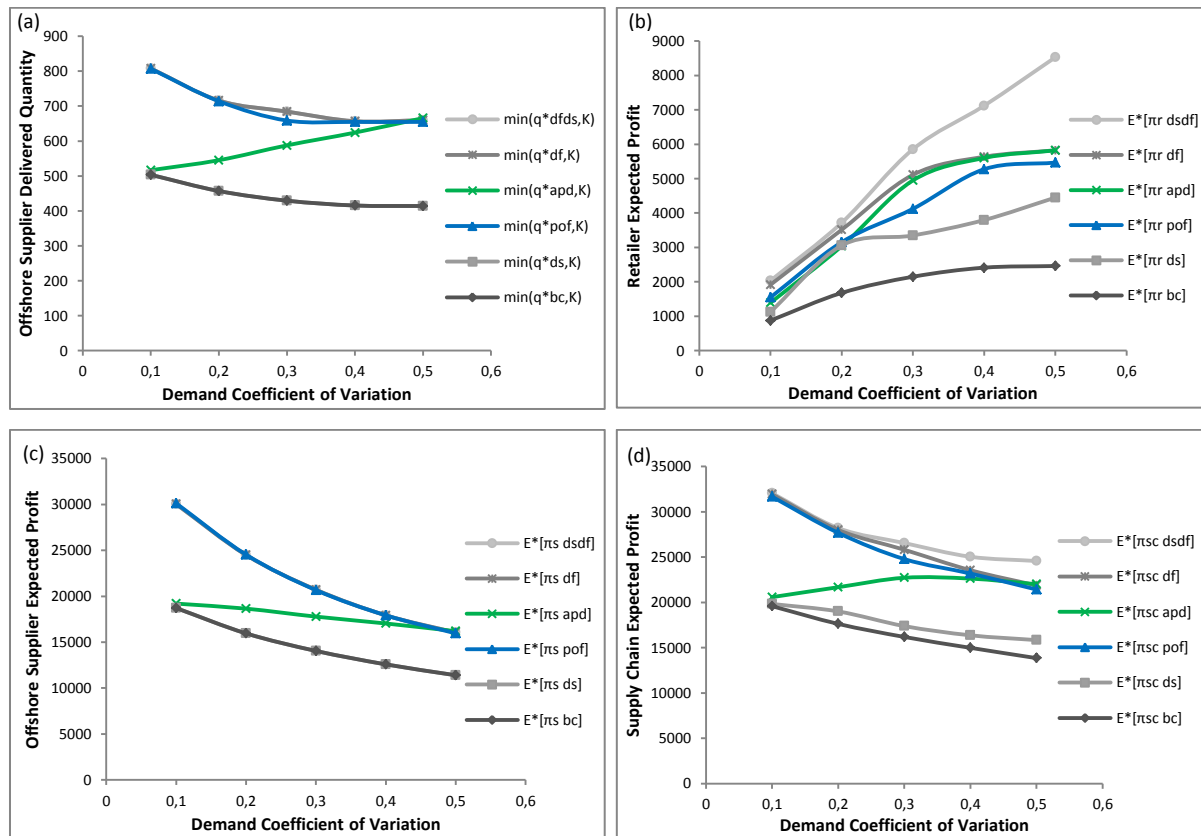 (a)
900
800
700
600
500
400
300
200
100
0
0 0,1 0,2 0,3 0,4 0,5 0,6
Offshore Supplier Delivered Quantity
Demand Coefficient of Variation
min(q*dfds,K)
min(q*df,K)
min(q*apd,K)
min(q*pof,K)
min(q*ds,K)
min(q*bc,K)
(b)
9000
8000
7000
6000
5000
4000
3000
2000
1000
0
0 0,1 0,2 0,3 0,4 0,5 0,6
Retailer Expected Profit
Demand Coefficient of Variation
E*[πr dsdf]
E*[πr df]
E*[πr apd]
E*[πr pof]
E*[πr ds]
E*[πr bc]
(c)
35000
30000
25000
20000
15000
10000
5000
0
0 0,1 0,2 0,3 0,4 0,5 0,6
Offshore Supplier Expected Profit
Demand Coefficient of Variation
E*[πs dsdf]
E*[πs df]
E*[πs apd]
E*[πs pof]
E*[πs ds]
E*[πs bc]
(d)
35000
30000
25000
20000
15000
10000
5000
0
0 0,1 0,2 0,3 0,4 0,5 0,6
Supply Chain Expected Profit
Demand Coefficient of Variation
E*[πsc dsdf]
E*[πsc df]
E*[πsc apd]
E*[πsc pof]
E*[πsc ds]
E*[πsc bc]